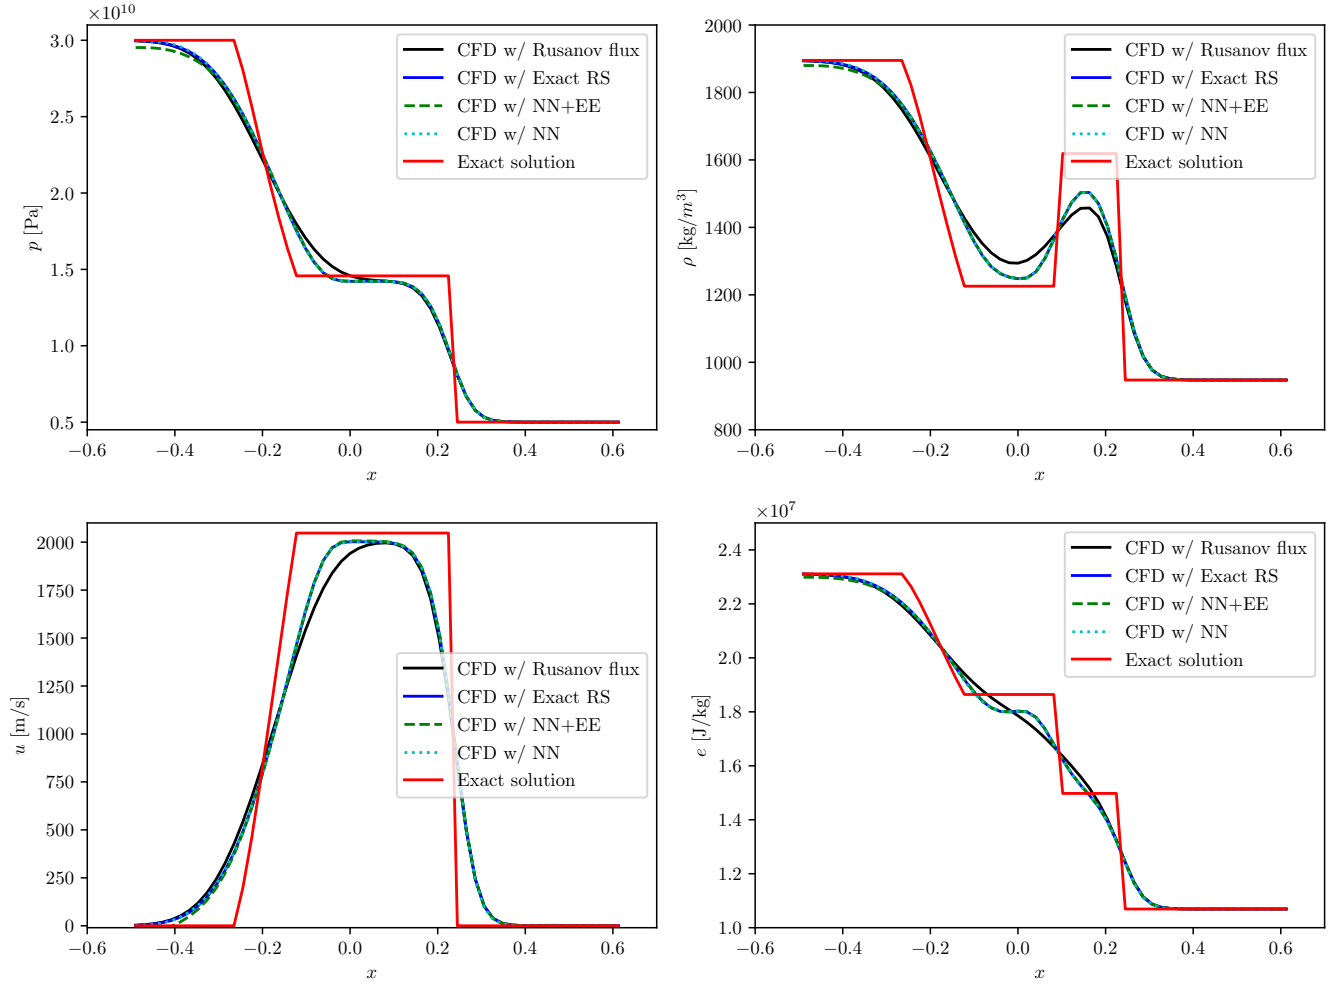 ×10¹⁰
3.0
2.5
2.0
1.5
1.0
0.5
p [Pa]
−0.6
−0.4
−0.2
0.0
0.2
0.4
0.6
x
CFD w/ Rusanov flux
CFD w/ Exact RS
CFD w/ NN+EE
CFD w/ NN
Exact solution
2000
1800
1600
1400
1200
1000
800
ρ [kg/m³]
−0.6
−0.4
−0.2
0.0
0.2
0.4
0.6
x
CFD w/ Rusanov flux
CFD w/ Exact RS
CFD w/ NN+EE
CFD w/ NN
Exact solution
2000
1750
1500
1250
1000
750
500
250
0
u [m/s]
−0.6
−0.4
−0.2
0.0
0.2
0.4
0.6
x
CFD w/ Rusanov flux
CFD w/ Exact RS
CFD w/ NN+EE
CFD w/ NN
Exact solution
×10⁷
2.4
2.2
2.0
1.8
1.6
1.4
1.2
1.0
e [J/kg]
−0.6
−0.4
−0.2
0.0
0.2
0.4
0.6
x
CFD w/ Rusanov flux
CFD w/ Exact RS
CFD w/ NN+EE
CFD w/ NN
Exact solution